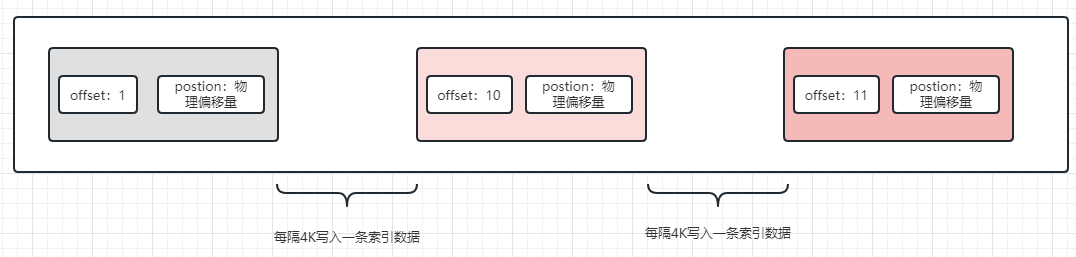 offset：1
postion：物
理偏移量
offset：10
postion：物
理偏移量
offset：11
postion：物
理偏移量
每隔4K写入一条索引数据
每隔4K写入一条索引数据